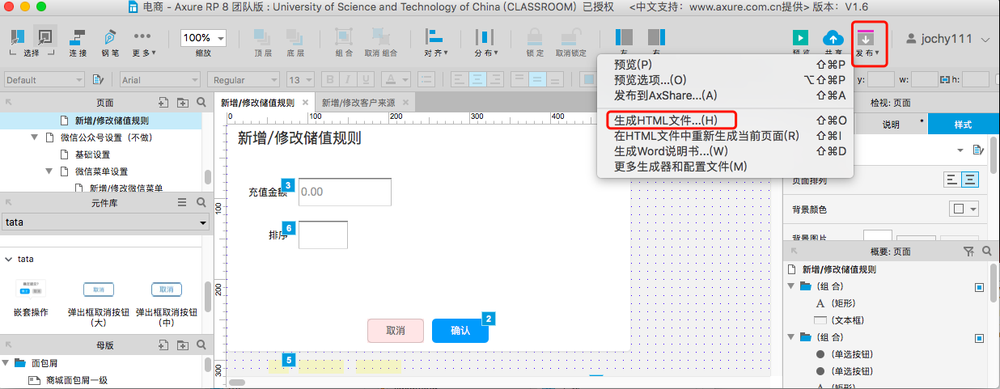 电商 - Axure RP 8 团队版 : University of Science and Technology of China (CLASSROOM) 已授权 <中文支持：www.axure.com.cn提供> 版本：V1.6
选择 连接 钢笔 更多▼ 100% 缩放 顶层 底层 组合 取消组合 对齐▼ 分布▼ 锁定 取消锁定 左 右 预览 共享 发布▼ jochy111
Default Arial Regular 13 B I U A y: w: h:
页面
新增/修改储值规则
微信公众号设置（不做）
基础设置
微信菜单设置
新增/修改微信菜单
元件库
tata
tata
嵌套操作
取消
弹出框取消按钮（大）
取消
弹出框取消按钮（中）
母版
面包屑
商城面包屑一级
新增/修改储值规则 × 新增/修改客户来源 ×
0 100 200 300 400
100
200
300
新增/修改储值规则
充值金额 3 0.00
排序 6
取消 确认 2
5
预览(P) ⇧⌘P
预览选项...(O) ⌥⇧⌘P
发布到AxShare...(A) ⇧⌘A
生成HTML文件...(H) ⇧⌘O
在HTML文件中重新生成当前页面(R) ⇧⌘I
生成Word说明书...(W) ⇧⌘D
更多生成器和配置文件(M)
检视: 页面
说明 样式
页面排列
背景颜色
背景图片
概要: 页面
新增/修改储值规则
(组合)
(矩形)
(文本框)
(组合)
(单选按钮)
(单选按钮)
(矩形)